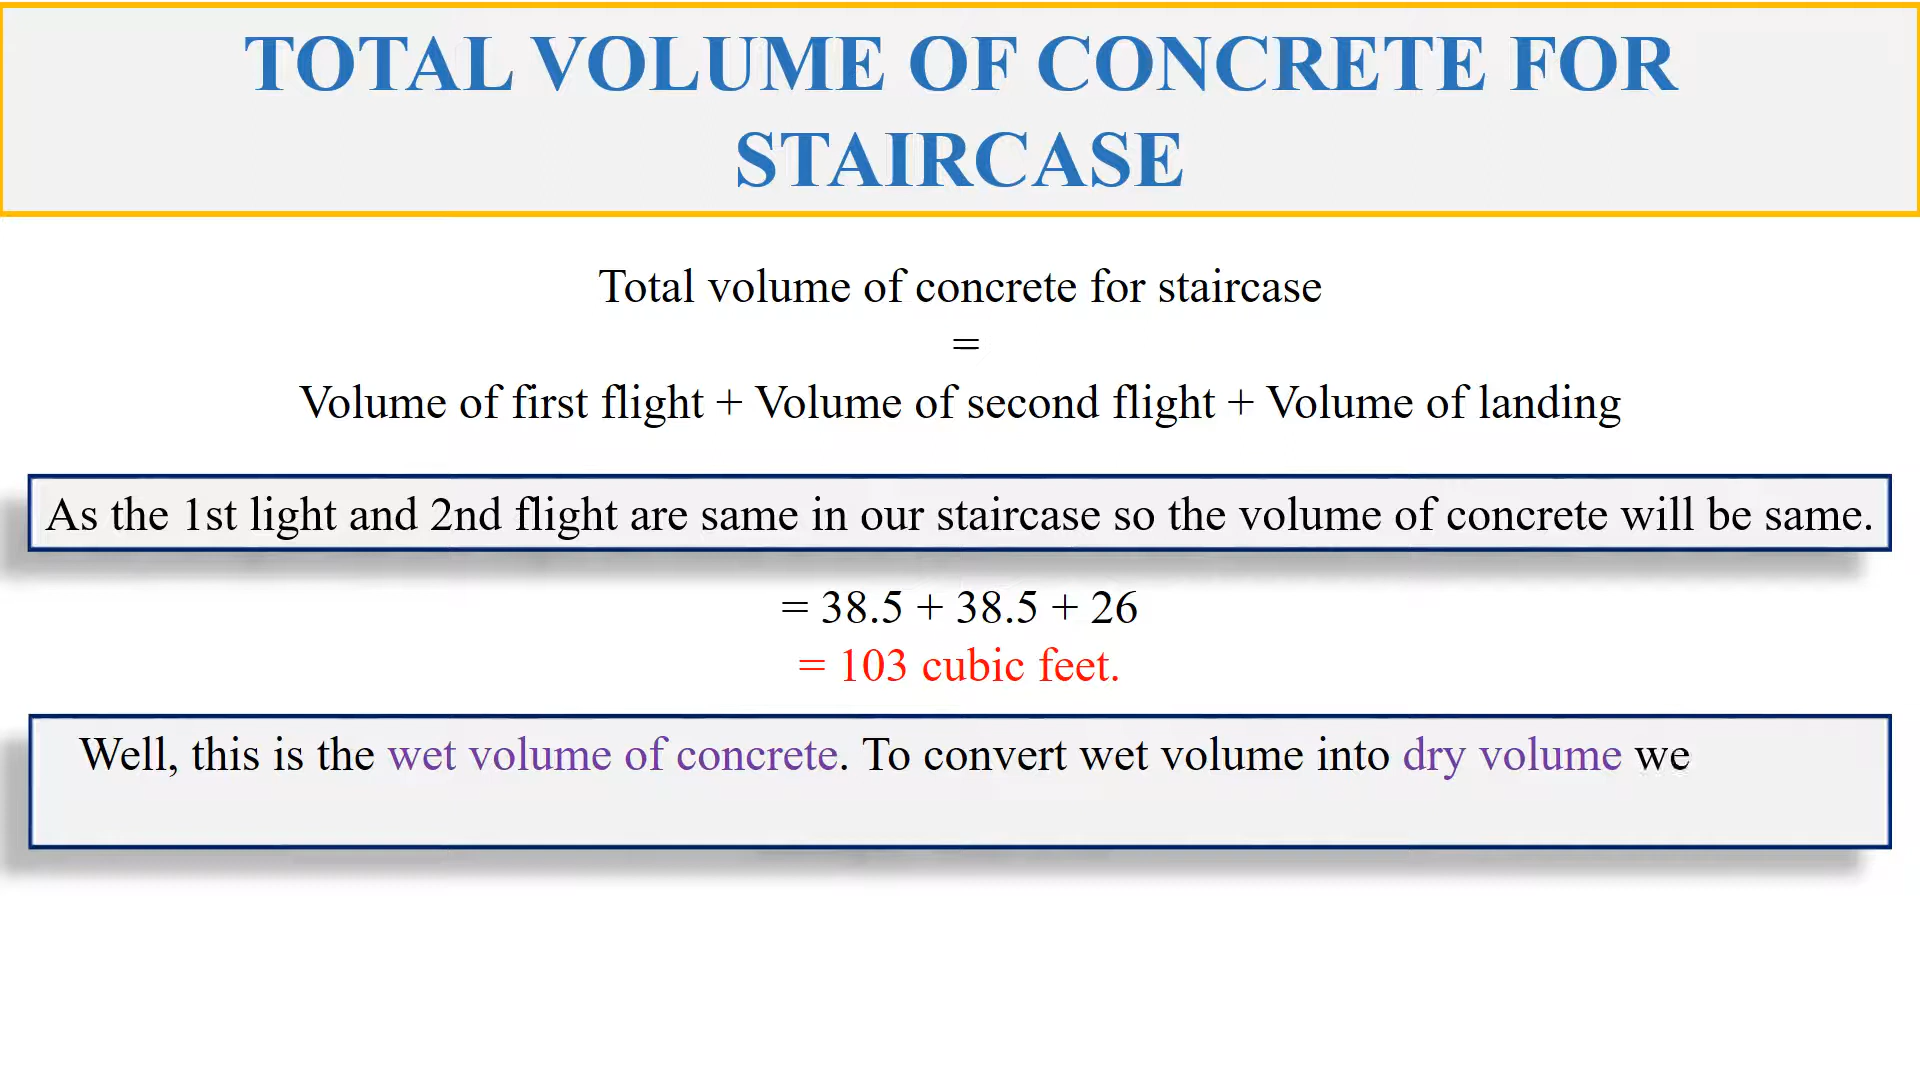 TOTAL VOLUME OF CONCRETE FOR
STAIRCASE
Total volume of concrete for staircase
=
Volume of first flight + Volume of second flight + Volume of landing
As the 1st light and 2nd flight are same in our staircase so the volume of concrete will be same.
= 38.5 + 38.5 + 26
= 103 cubic feet.
Well, this is the wet volume of concrete. To convert wet volume into dry volume we